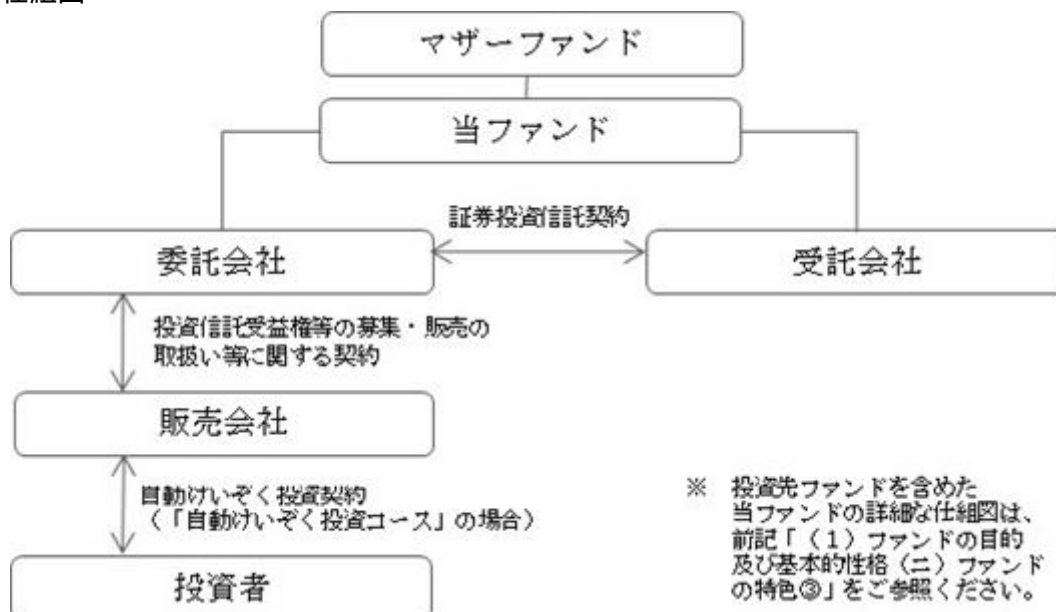 マザーファンド
当ファンド
証券投資信託契約
委託会社
受託会社
投資信託受益権等の募集・販売の
取扱い等に関する契約
販売会社
自動けいぞく投資契約
(「自動けいぞく投資コース」の場合)
投資者
※ 投資先ファンドを含めた
当ファンドの詳細な仕組図は、
前記「(1)ファンドの目的
及び基本的性格(ニ)ファンド
の特色③」をご参照ください。